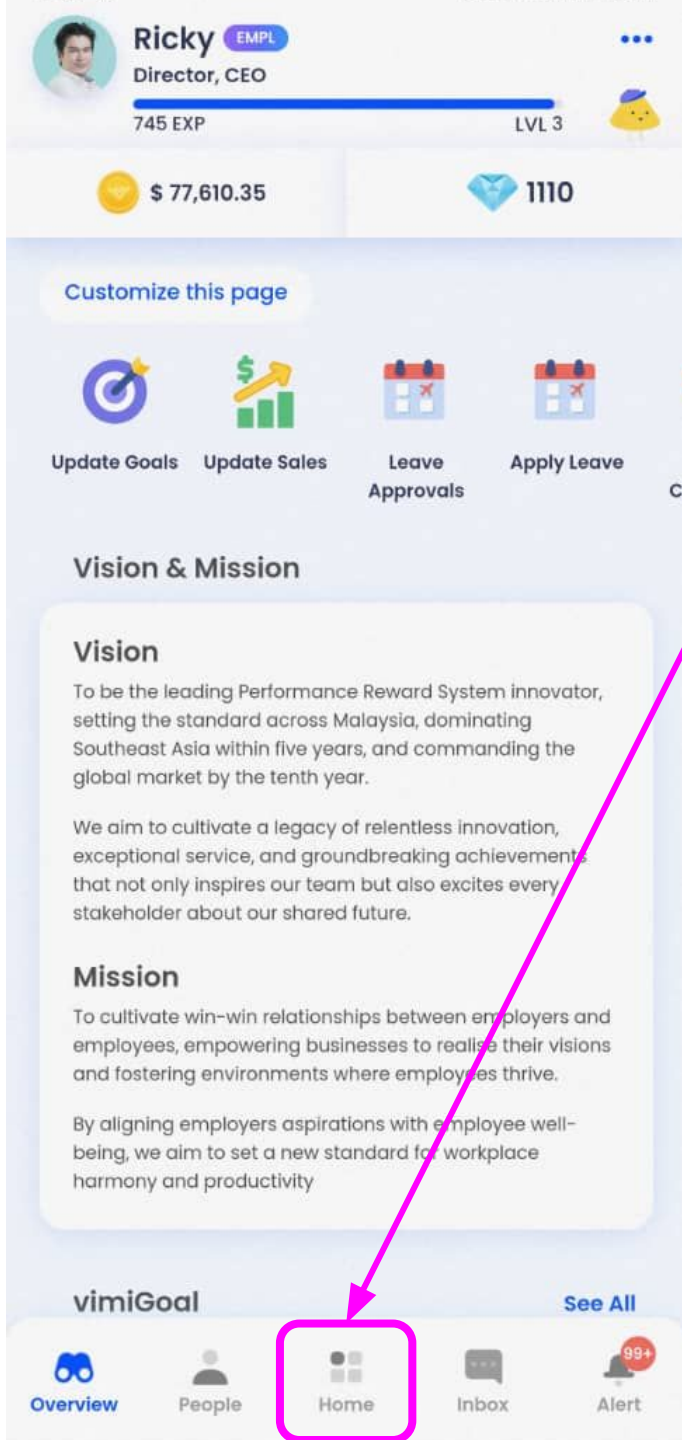 Ricky EMPL
Director, CEO
745 EXP LVL 3
$ 77,610.35 1110
Customize this page
Update Goals Update Sales Leave Approvals Apply Leave
Vision & Mission
Vision
To be the leading Performance Reward System innovator,
setting the standard across Malaysia, dominating
Southeast Asia within five years, and commanding the
global market by the tenth year.
We aim to cultivate a legacy of relentless innovation,
exceptional service, and groundbreaking achievements
that not only inspires our team but also excites every
stakeholder about our shared future.
Mission
To cultivate win-win relationships between employers and
employees, empowering businesses to realise their visions
and fostering environments where employees thrive.
By aligning employers aspirations with employee well-
being, we aim to set a new standard for workplace
harmony and productivity
vimiGoal See All
99+
Overview People Home Inbox Alert